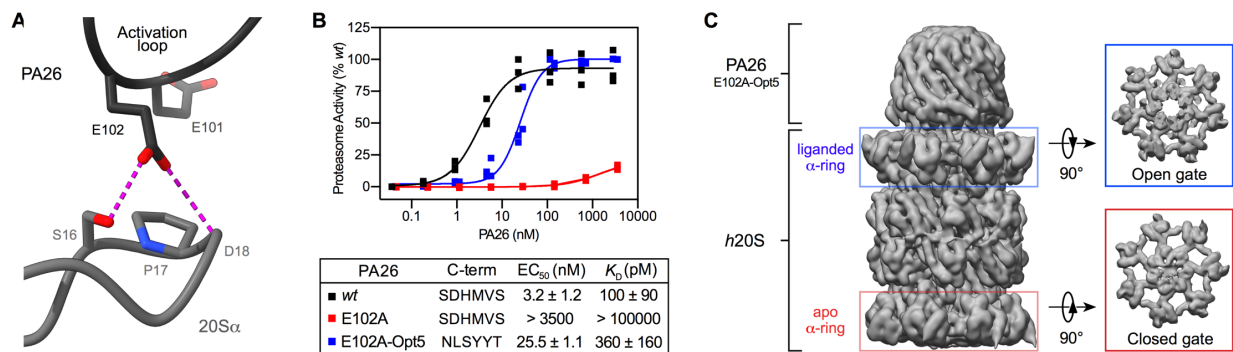 A
Activation
loop
PA26
E102
E101
S16
P17
D18
20Sα
B
Proteasome Activity (% wt)
125
100
75
50
25
0
0.1
1
10
100
1000
10000
PA26 (nM)
PA26 C-term EC50 (nM) KD (pM)
wt SDHMVS 3.2 ± 1.2 100 ± 90
E102A SDHMVS > 3500 > 100000
E102A-Opt5 NLSYYT 25.5 ± 1.1 360 ± 160
C
PA26
E102A-Opt5
liganded
α-ring
h20S
apo
α-ring
90°
Open gate
90°
Closed gate